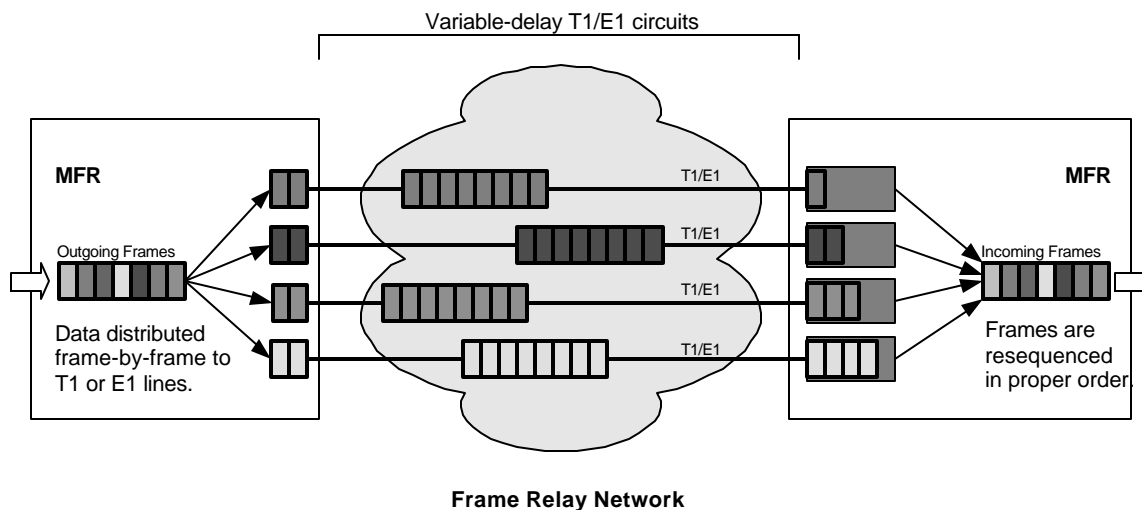 Variable-delay T1/E1 circuits
MFR
Outgoing Frames
Data distributed
frame-by-frame to
T1 or E1 lines.
T1/E1
T1/E1
T1/E1
T1/E1
MFR
Incoming Frames
Frames are
resequenced
in proper order.
Frame Relay Network